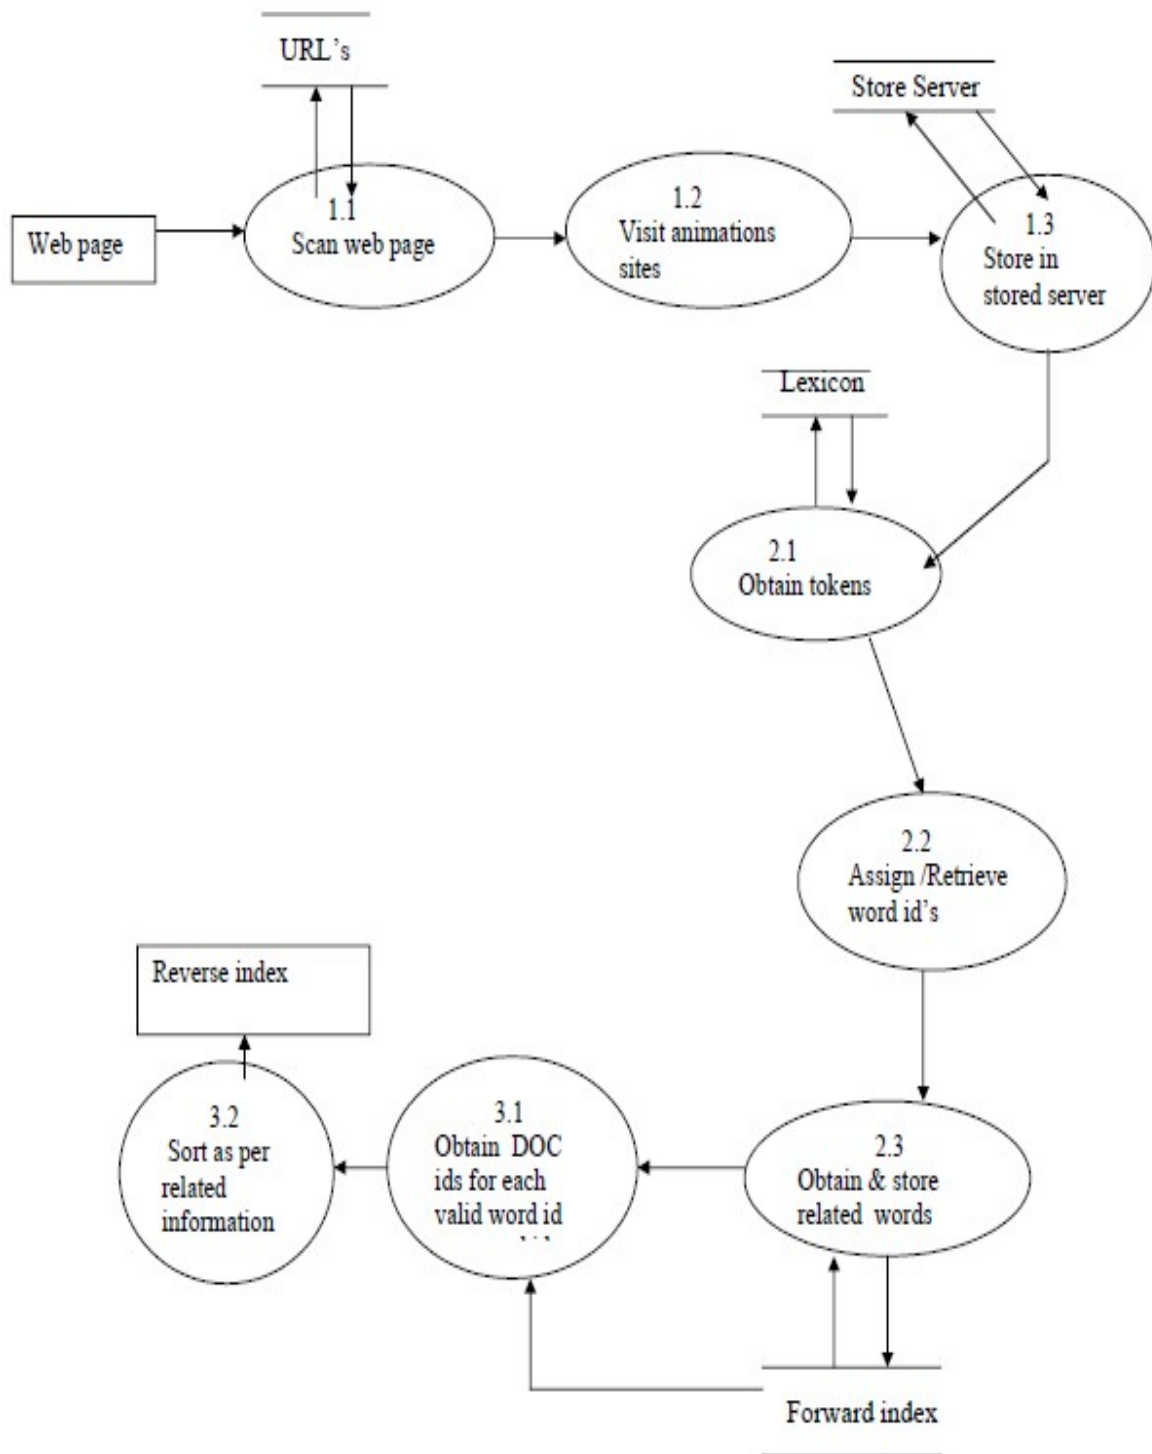 URL’s
Store Server
Web page
1.1
Scan web page
1.2
Visit animations
sites
1.3
Store in
stored server
Lexicon
2.1
Obtain tokens
2.2
Assign /Retrieve
word id’s
Reverse index
3.2
Sort as per
related
information
3.1
Obtain DOC
ids for each
valid word id
2.3
Obtain & store
related words
Forward index